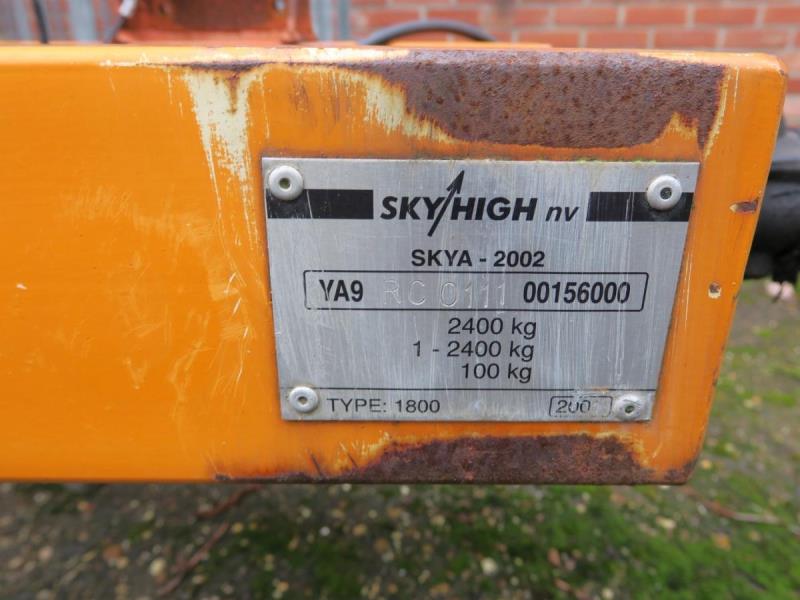 SKYHIGH nv
SKYA - 2002
YA9 RC 0111 00156000
2400 kg
1 - 2400 kg
100 kg
TYPE: 1800